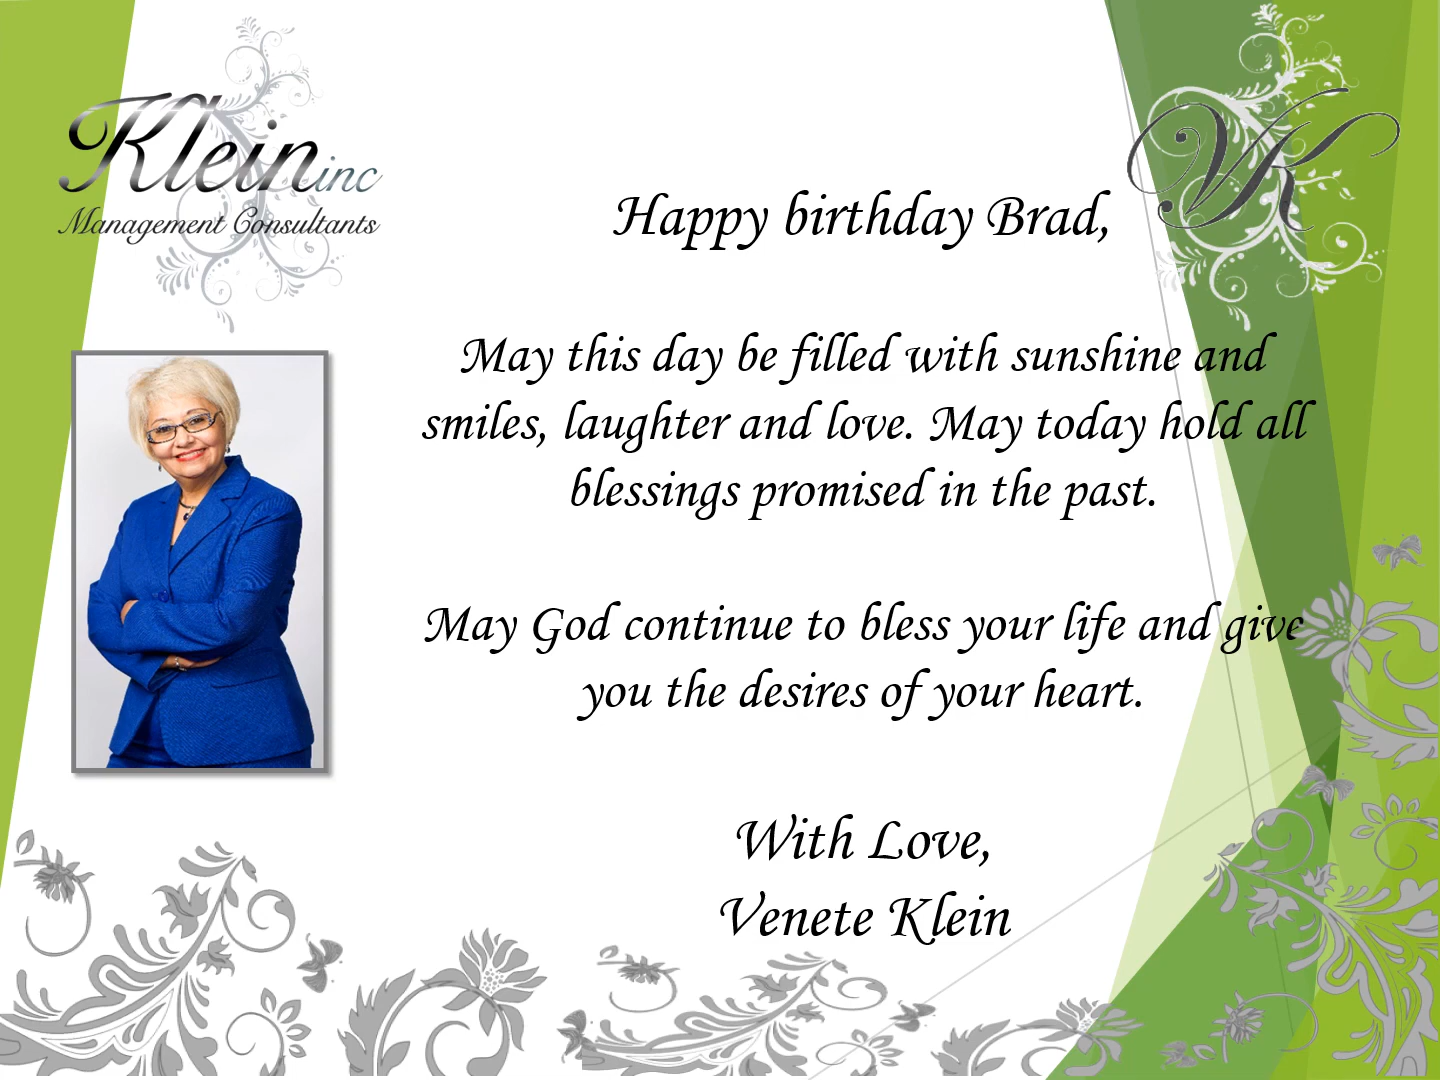 Klein inc
Management Consultants
VK
Happy birthday Brad,
May this day be filled with sunshine and
smiles, laughter and love. May today hold all
blessings promised in the past.
May God continue to bless your life and give
you the desires of your heart.
With Love,
Venete Klein